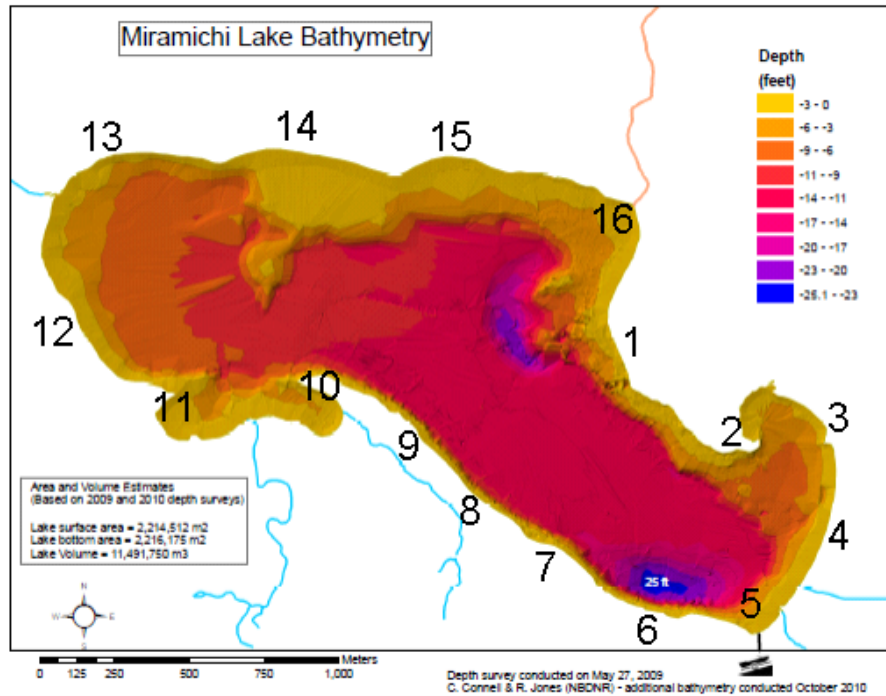 Miramichi Lake Bathymetry
Depth
(feet)
-3 - 0
-6 - -3
-9 - -6
-11 - -9
-14 - -11
-17 - -14
-20 - -17
-23 - -20
-25.1 - -23
13
14
15
16
12
1
11
10
2
3
9
8
4
7
25 ft
5
6
Area and Volume Estimates
(Based on 2009 and 2010 depth surveys)
Lake surface area = 2,214,512 m2
Lake bottom area = 2,216,175 m2
Lake Volume = 11,491,750 m3
N
W
E
S
Meters
0 125 250 500 750 1,000
Depth survey conducted on May 27, 2009
C. Connell & R. Jones (NBDNR) - additional bathymetry conducted October 2010